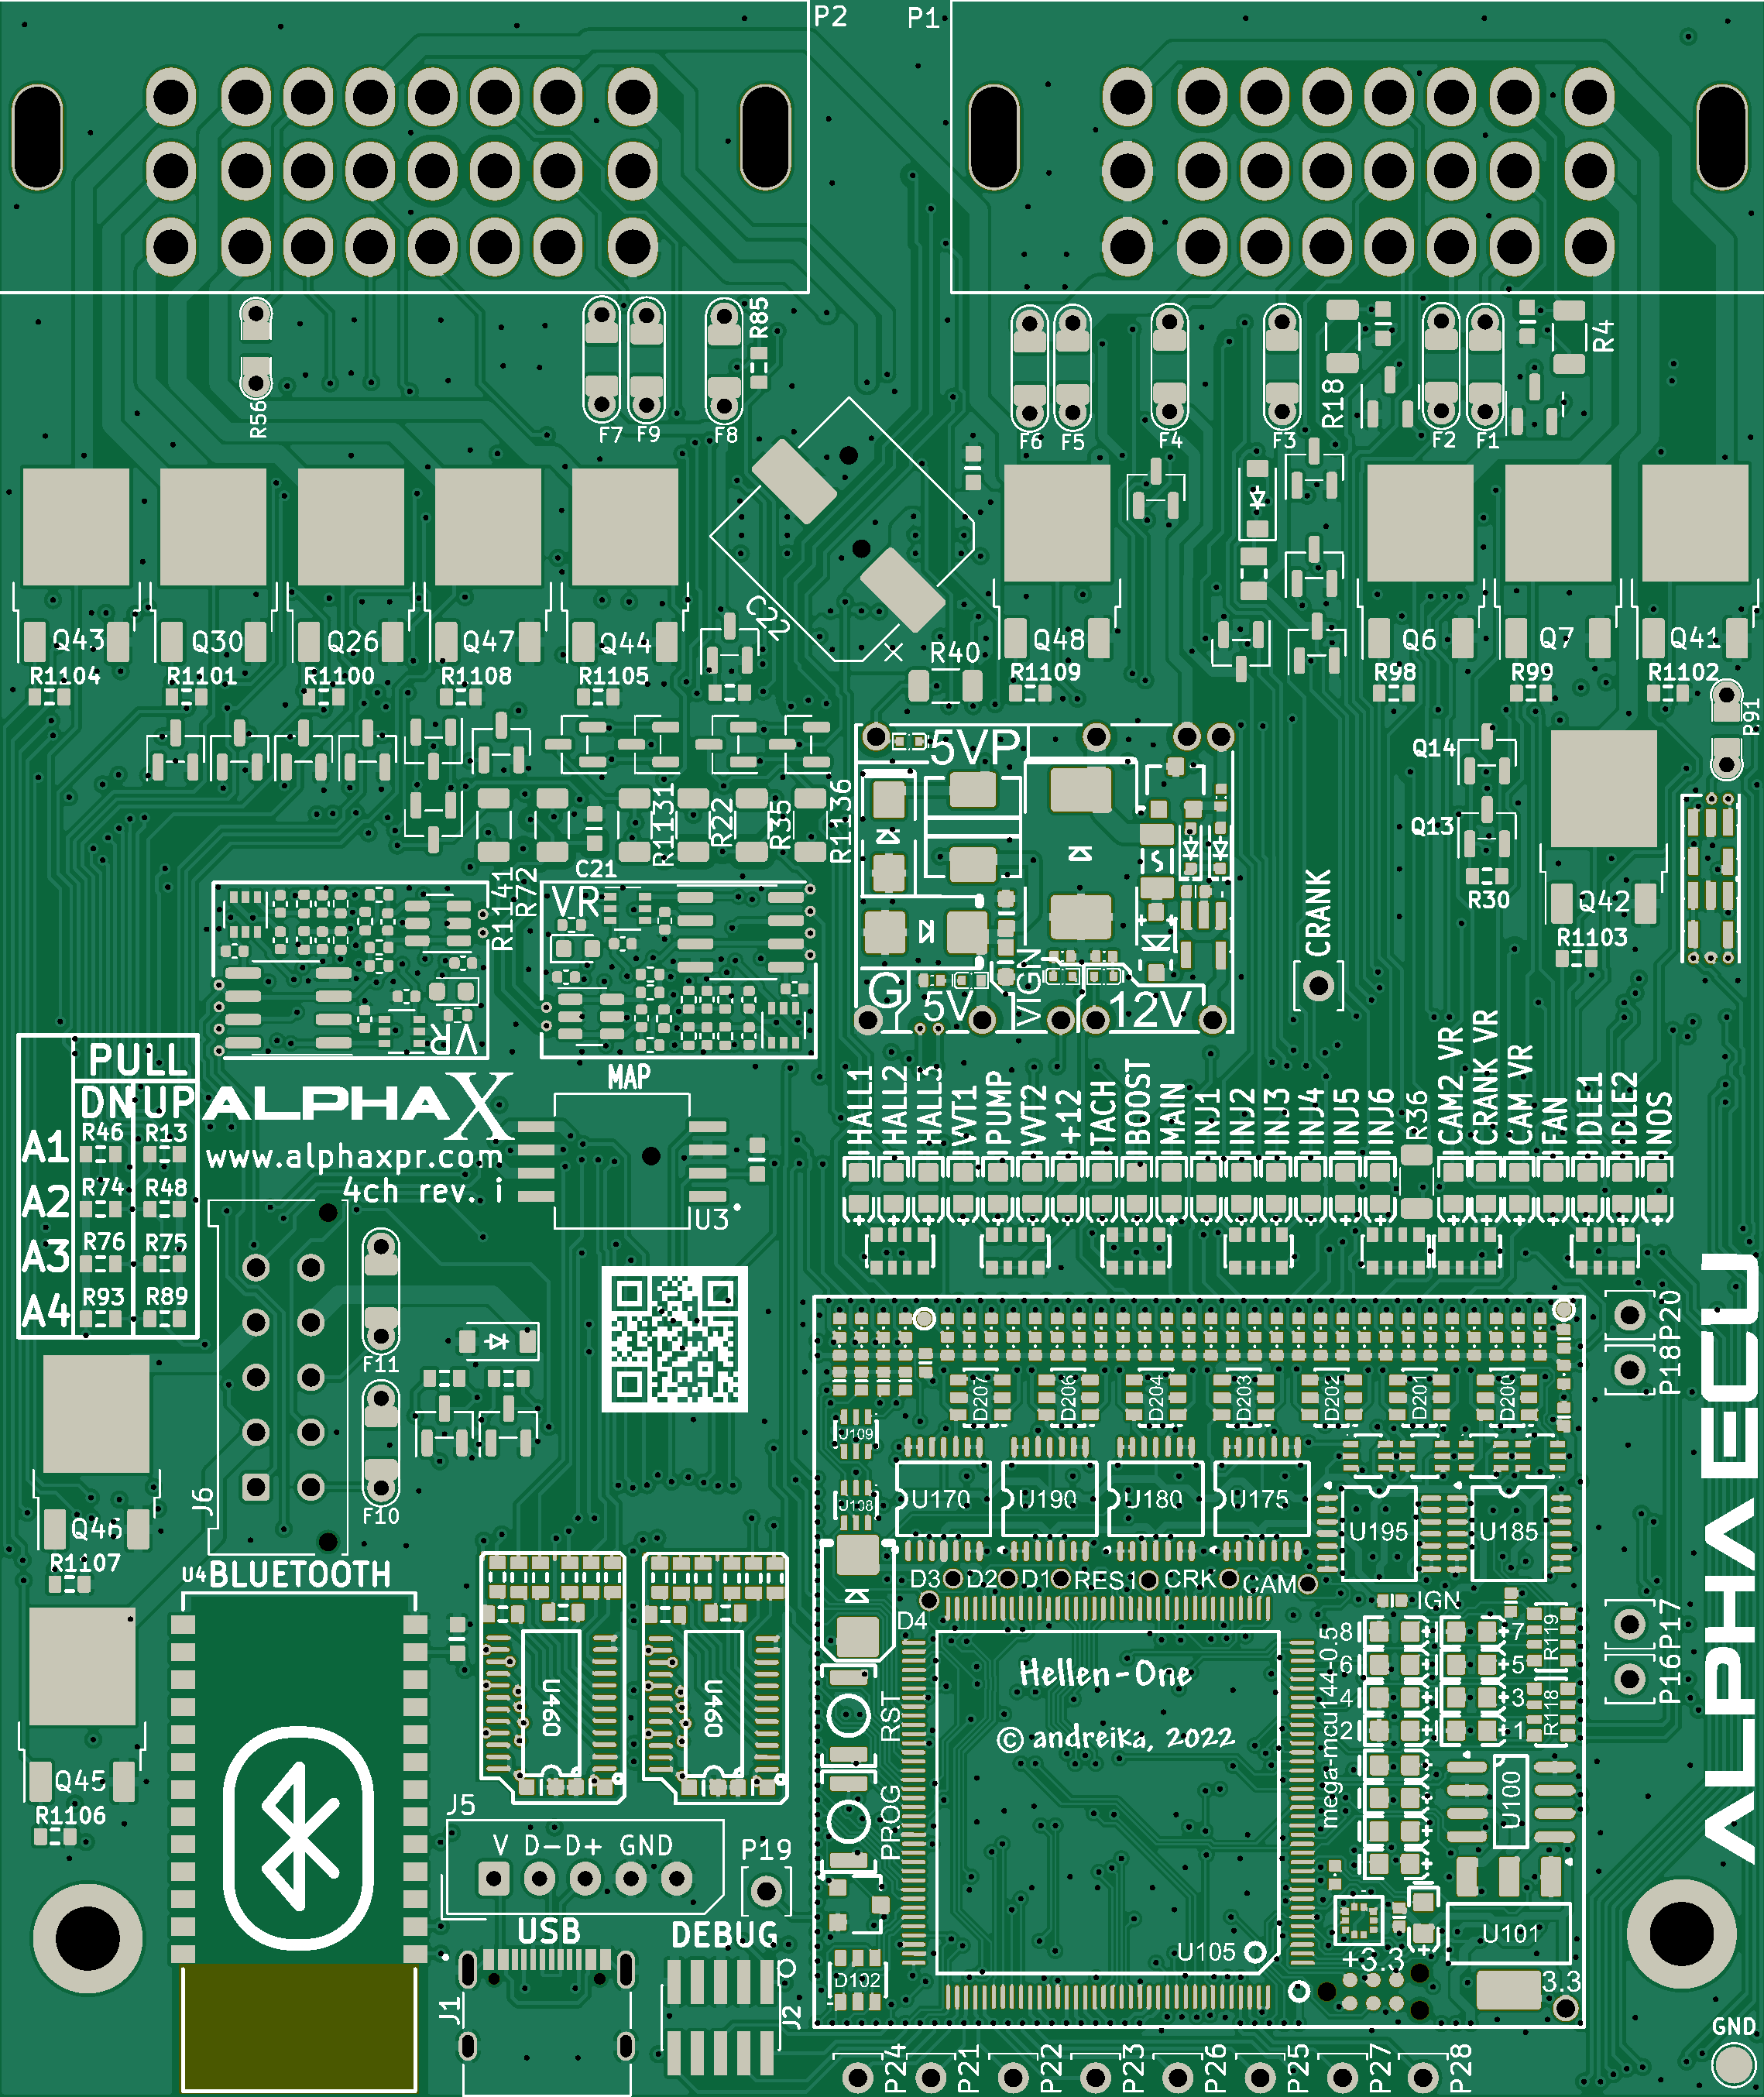 P2 P1
R85
R4
R18
R56
F7 F9 F8
F6 F5 F4 F3 F2 F1
C22
Q43 Q30 Q26 Q47 Q44 Q48 Q6 Q7 Q41
R40
R1104 R1101 R1100 R1108 R1105 R1109 R98 R99 R1102
R91
Q14
Q13
R30
Q42
R1103
5VP
R1131 R22 R35 R1136
C21
R1141 R72
VR
VR
G 5V VIGN 12V
CRANK
PULL
DN UP
A1 R46 R13
A2 R74 R48
A3 R76 R75
A4 R93 R89
ALPHAX
www.alphaxpr.com
4ch rev. i
MAP
U3
HALL1 HALL2 HALL3 VVT1 PUMP VVT2 +12 TACH BOOST MAIN INJ1 INJ2 INJ3 INJ4 INJ5 INJ6 R36 CAM2 VR CRANK VR CAM VR FAN IDLE1 IDLE2 NOS
F11
F10
J6
Q46
R1107
U4 BLUETOOTH
Q45
R1106
P18 P20
P16 P17
ALPHA ECU
D207 D206 D204 D203 D202 D201 D200
U109
U108
U170 U190 U180 U175 U195 U185
D3 D2 D1 RES1 CRK CAM
D4
IGN
8 7
6 5
4 3
2 1
R119
R118
mega-mcu144-0.5
Hellen-One
© andreika, 2022
RST
PROG
U460 U460
U100
U101
U105
+3.3
3.3
D102
J5
V D- D+ GND
P19
USB
DEBUG
J1
J2
GND
P24 P21 P22 P23 P26 P25 P27 P28